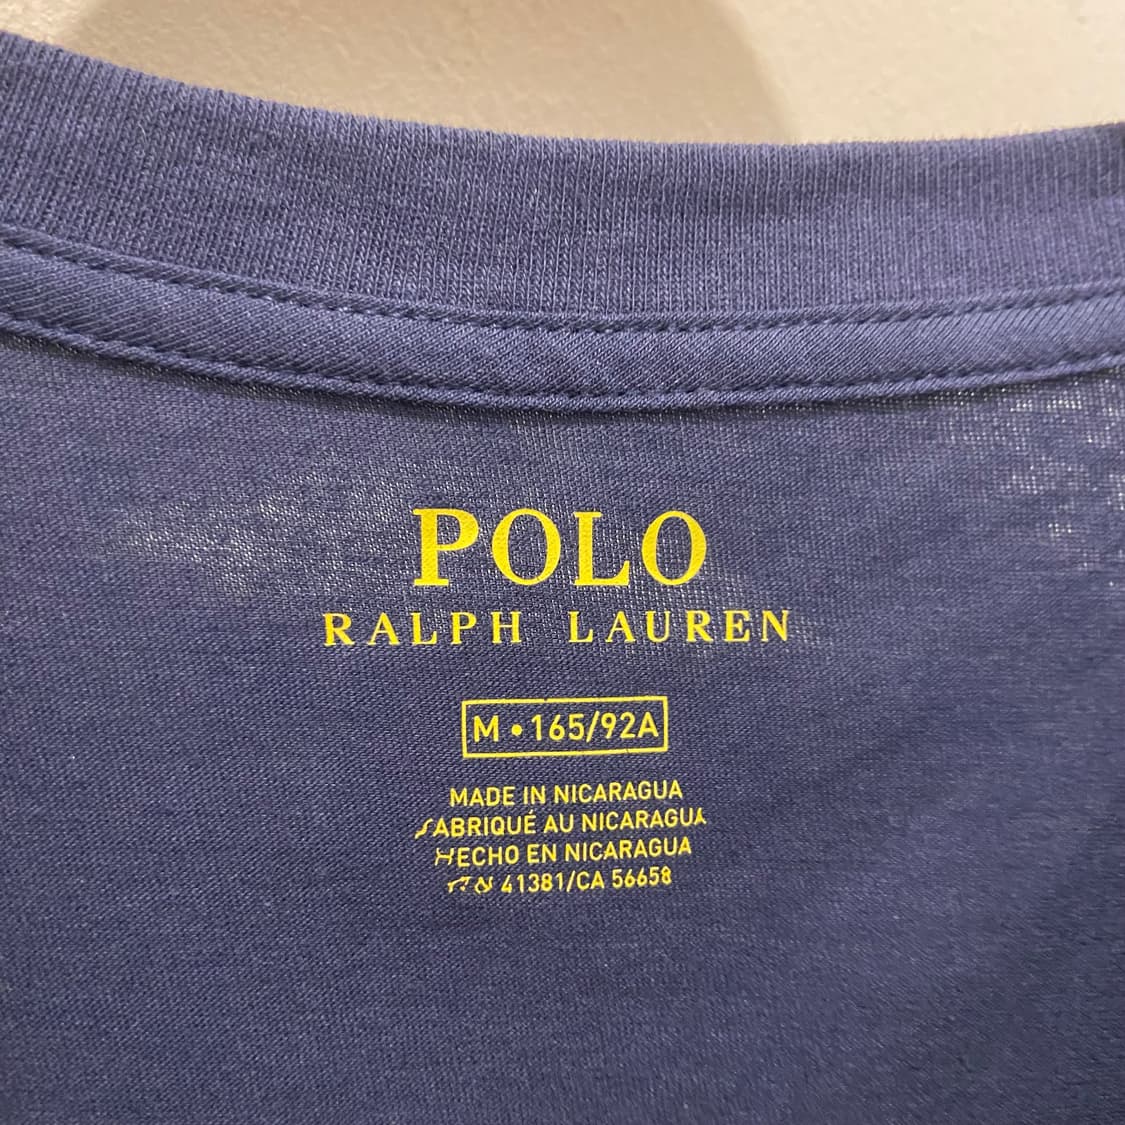 POLO
RALPH LAUREN
M • 165/92A
MADE IN NICARAGUA
FABRIQUÉ AU NICARAGUA
HECHO EN NICARAGUA
41381/CA 56658